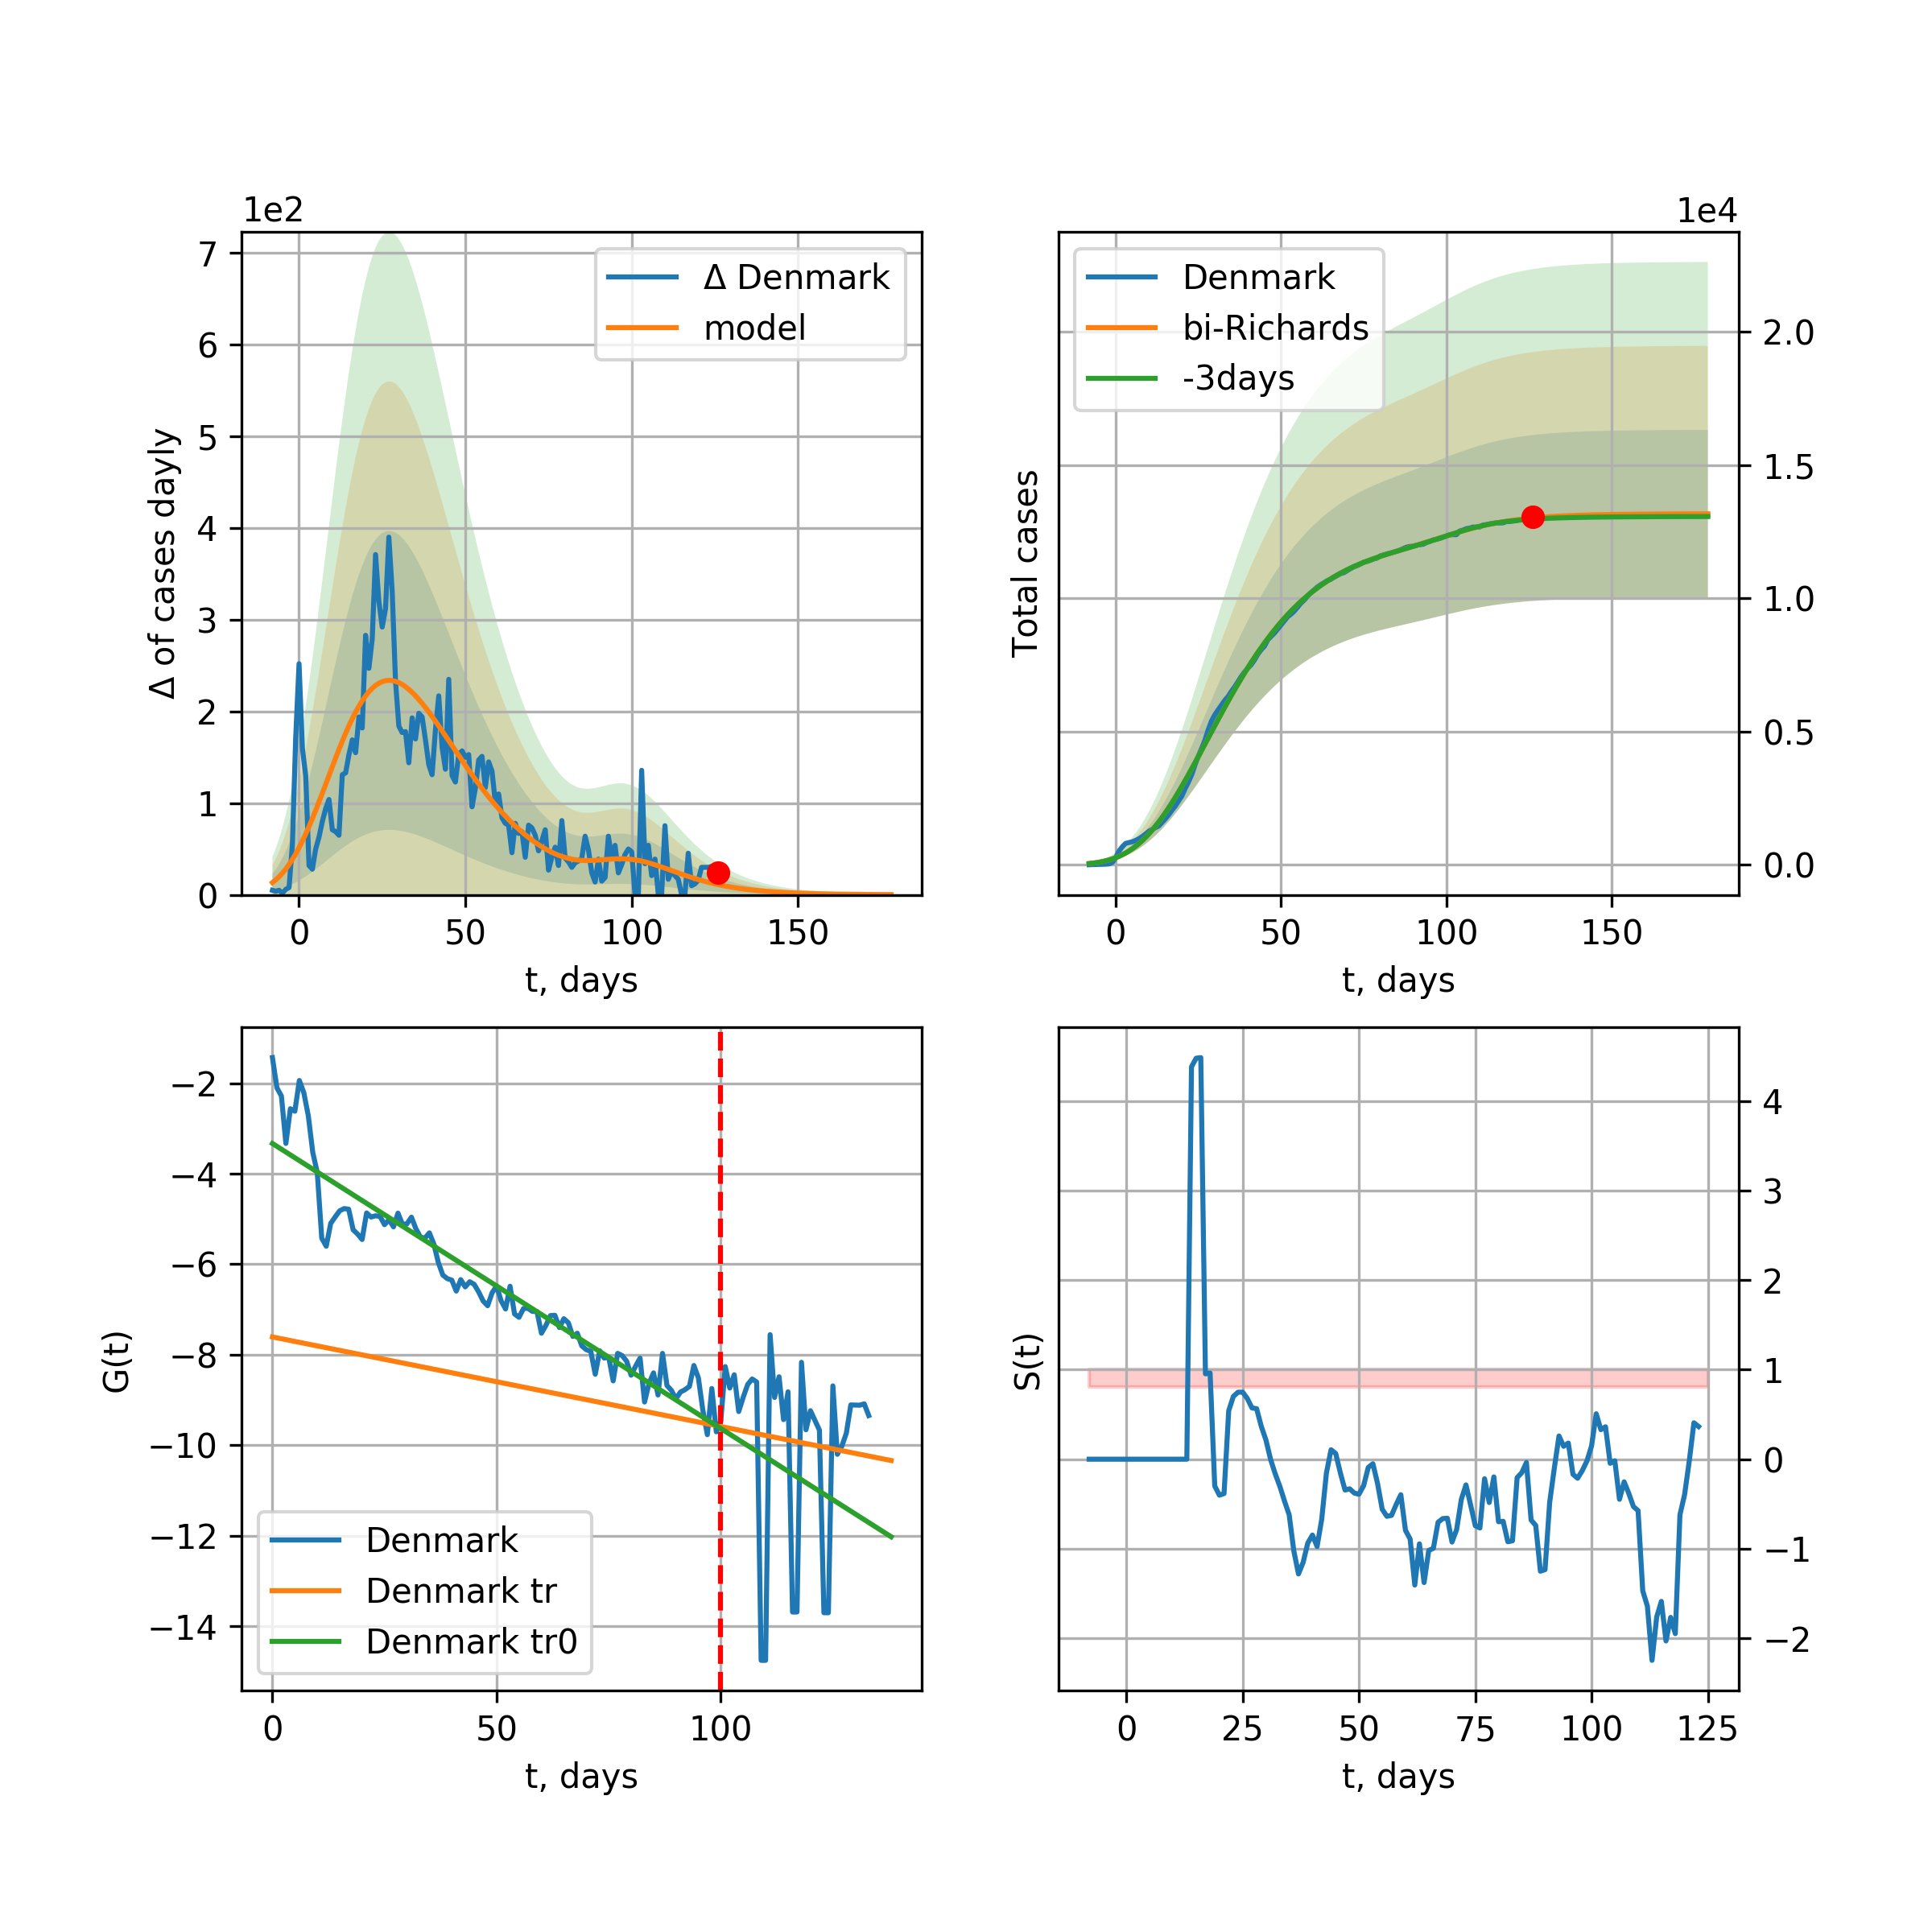 1e2
7
6
5
4
3
2
1
0
Δ of cases dayly
Δ Denmark
model
0 50 100 150
t, days
1e4
Denmark
bi-Richards
-3days
Total cases
2.0
1.5
1.0
0.5
0.0
0 50 100 150
t, days
−2
−4
−6
−8
−10
−12
−14
G(t)
Denmark
Denmark tr
Denmark tr0
0 50 100
t, days
S(t)
4
3
2
1
0
−1
−2
0 25 50 75 100 125
t, days